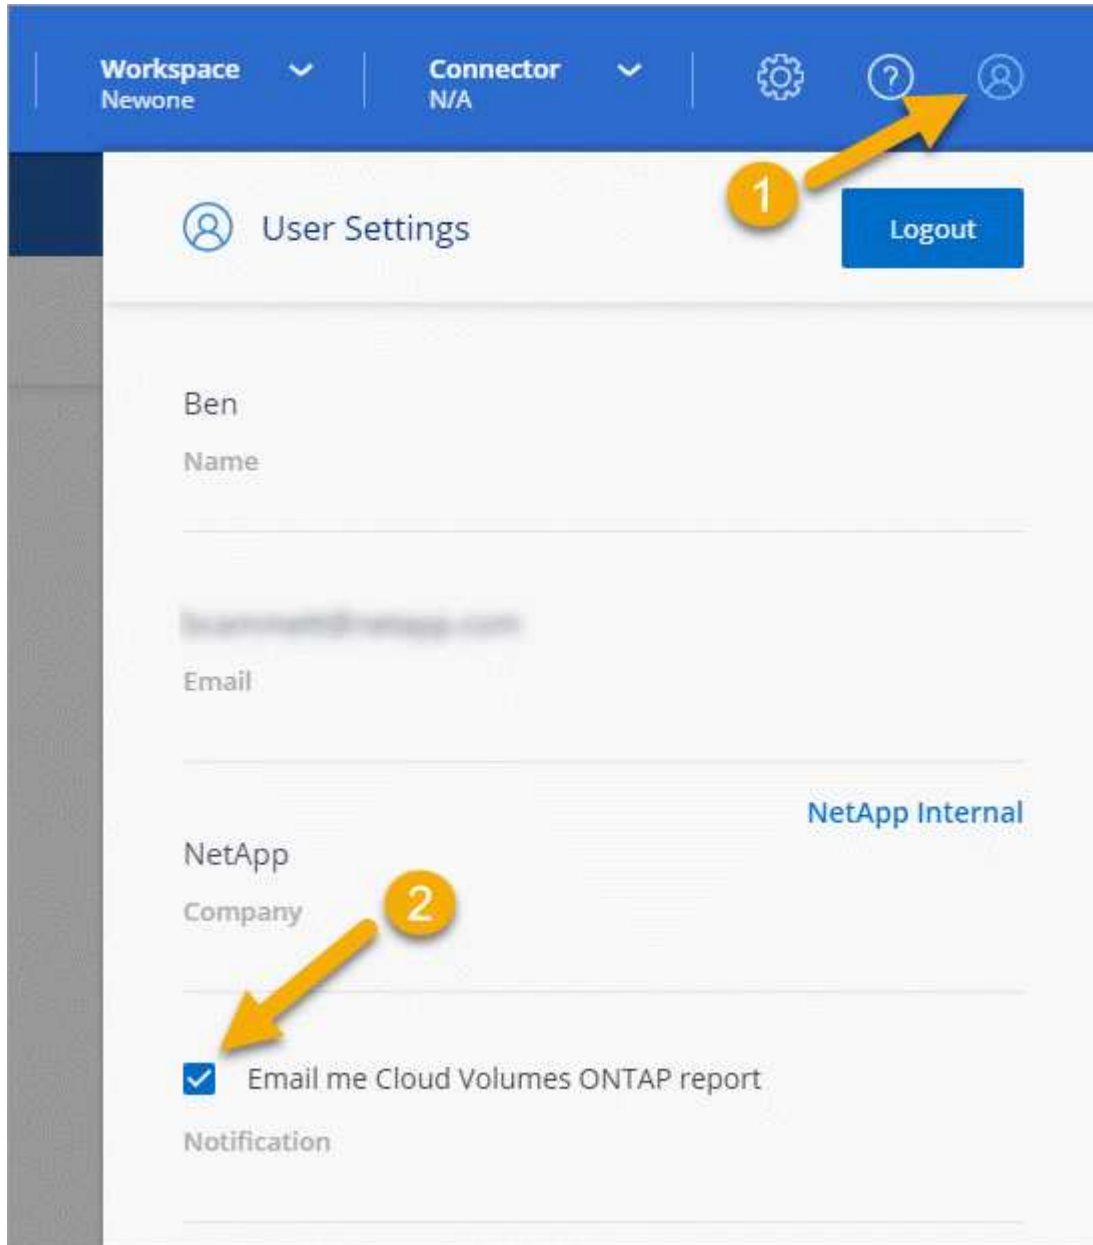 Workspace
Newone
Connector
N/A
?
1
User Settings
Logout
Ben
Name
Email
NetApp Internal
NetApp
Company
2
Email me Cloud Volumes ONTAP report
Notification